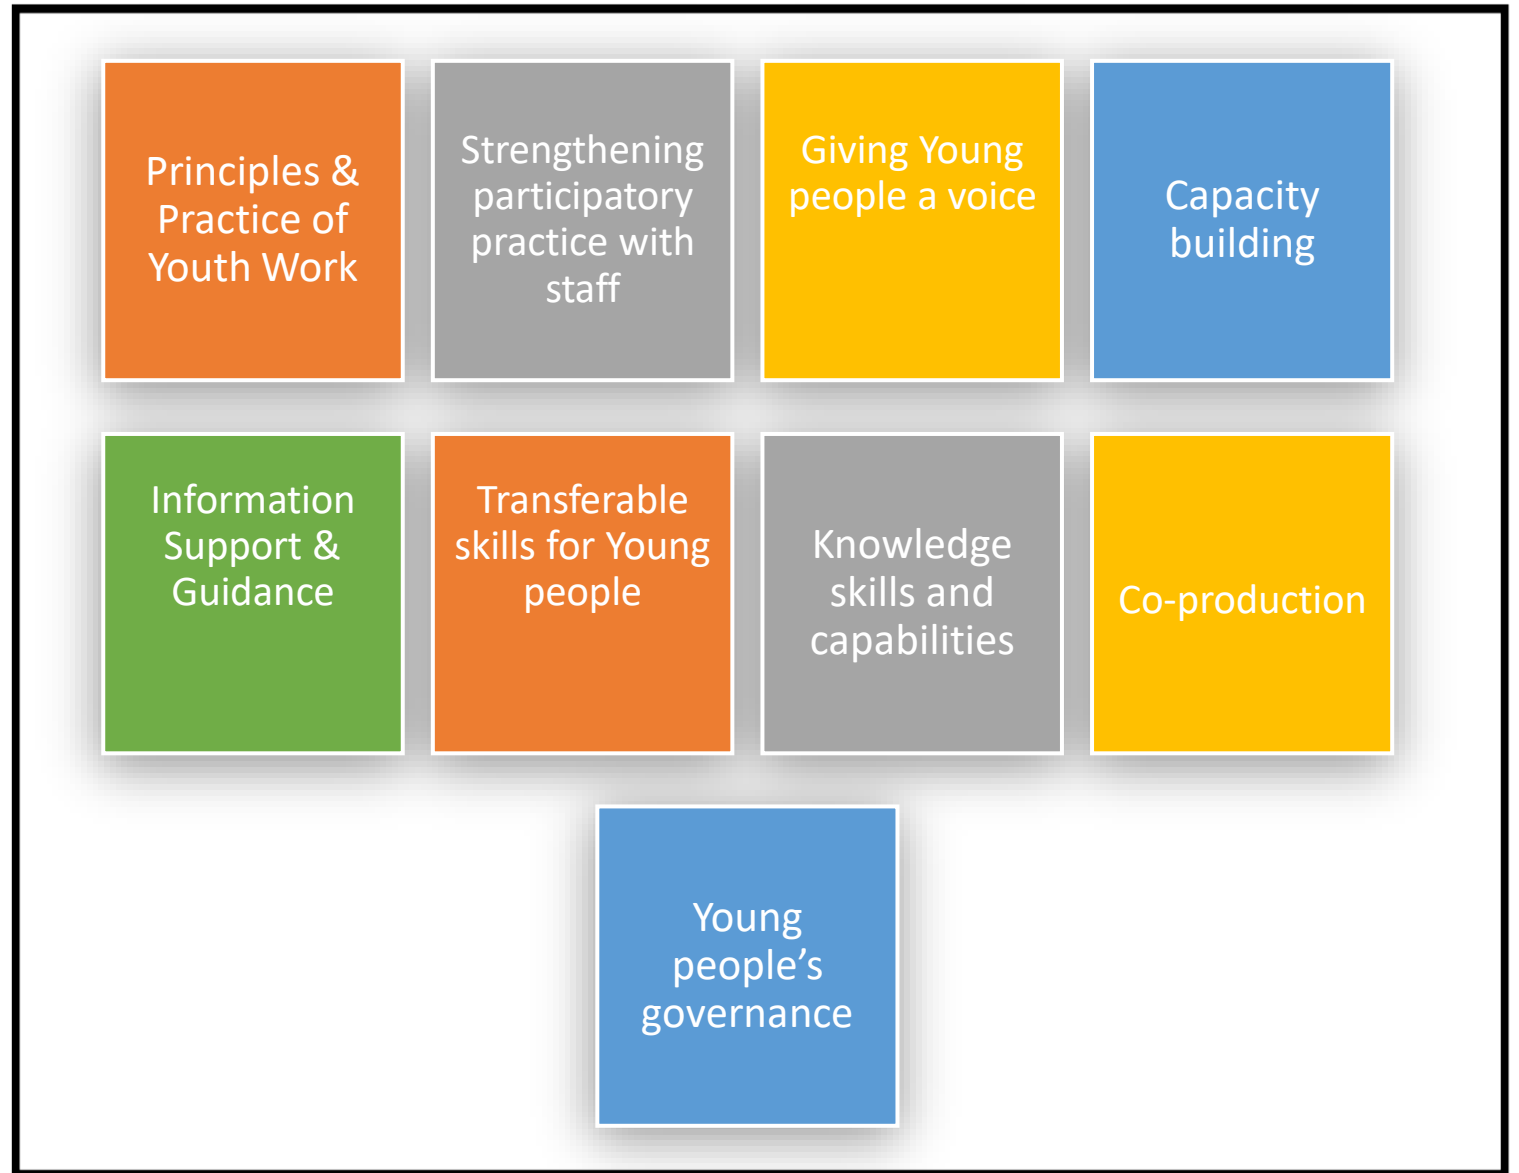 Principles &
Practice of
Youth Work
Strengthening
participatory
practice with
staff
Giving Young
people a voice
Capacity
building
Information
Support &
Guidance
Transferable
skills for Young
people
Knowledge
skills and
capabilities
Co-production
Young
people’s
governance